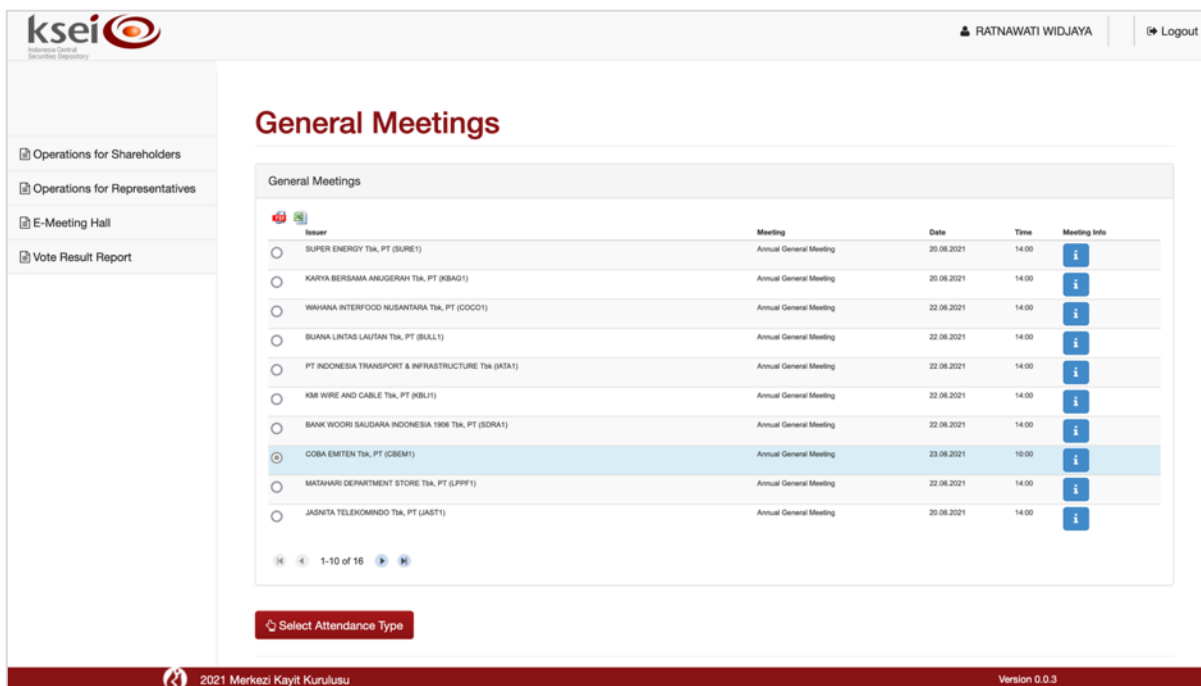 ksei
Indonesia Central
Securities Depository
RATNAWATI WIDJAYA
Logout
Operations for Shareholders
Operations for Representatives
E-Meeting Hall
Vote Result Report
General Meetings
General Meetings
Issuer Meeting Date Time Meeting Info
SUPER ENERGY Tbk, PT (SURE1) Annual General Meeting 20.06.2021 14:00 i
KARYA BERSAMA ANUGERAH Tbk, PT (KBAG1) Annual General Meeting 20.06.2021 14:00 i
WAHANA INTERFOOD NUSANTARA Tbk, PT (COCO1) Annual General Meeting 22.06.2021 14:00 i
BUANA LINTAS LAUTAN Tbk, PT (BULL1) Annual General Meeting 22.06.2021 14:00 i
PT INDONESIA TRANSPORT & INFRASTRUCTURE Tbk (IATA1) Annual General Meeting 22.06.2021 14:00 i
KMI WIRE AND CABLE Tbk, PT (KBLI1) Annual General Meeting 22.06.2021 14:00 i
BANK WOORI SAUDARA INDONESIA 1906 Tbk, PT (SDRA1) Annual General Meeting 22.06.2021 14:00 i
COBA EMITEN Tbk, PT (CBEM1) Annual General Meeting 23.06.2021 10:00 i
MATAHARI DEPARTMENT STORE Tbk, PT (LPPF1) Annual General Meeting 22.06.2021 14:00 i
JASNITA TELEKOMINDO Tbk, PT (JAST1) Annual General Meeting 20.06.2021 14:00 i
1-10 of 16
Select Attendance Type
2021 Merkezi Kayit Kurulusu
Version 0.0.3